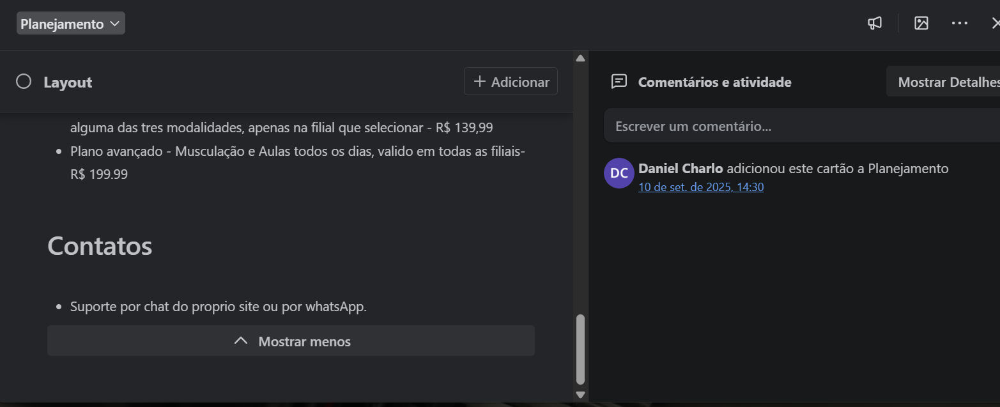 Planejamento
Layout
Adicionar
alguma das tres modalidades, apenas na filial que selecionar - R$ 139,99
Plano avançado - Musculação e Aulas todos os dias, valido em todas as filiais-
R$ 199.99
Contatos
Suporte por chat do proprio site ou por whatsApp.
Mostrar menos
Comentários e atividade
Mostrar Detalhes
Escrever um comentário...
DC
Daniel Charlo adicionou este cartão a Planejamento
10 de set. de 2025, 14:30